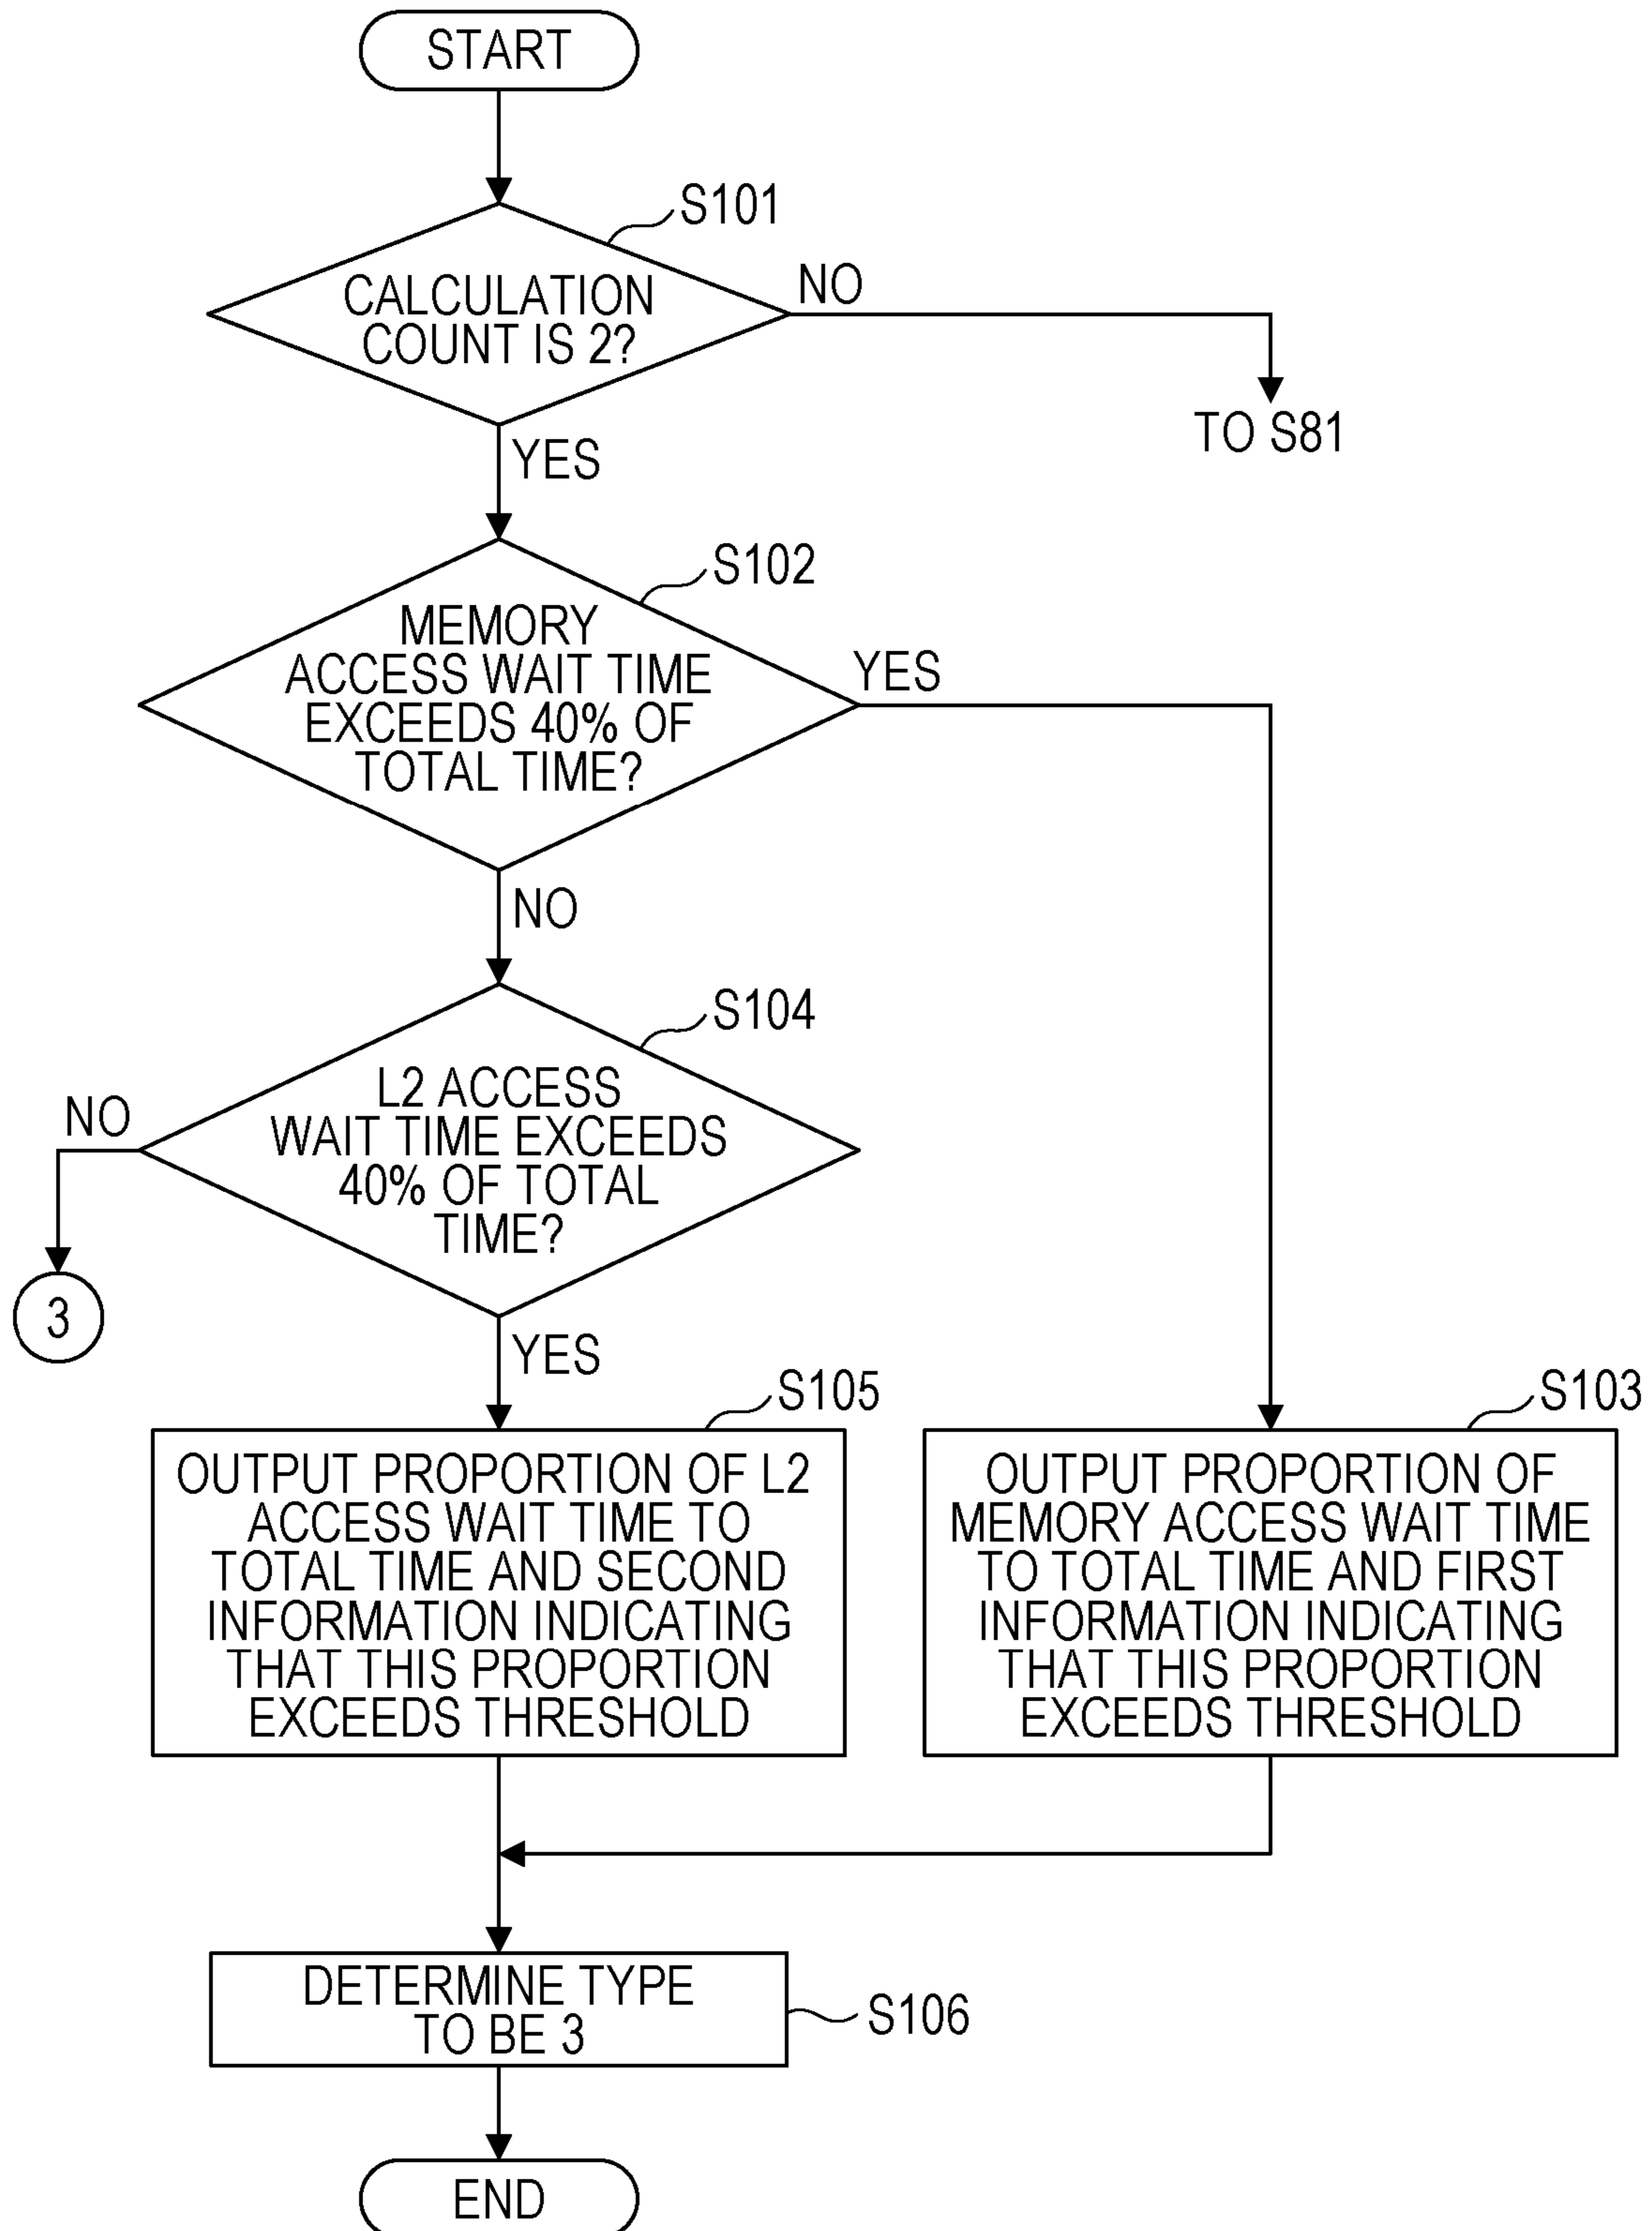 START
S101
CALCULATION
COUNT IS 2?
NO
TO S81
YES
S102
MEMORY
ACCESS WAIT TIME
EXCEEDS 40% OF
TOTAL TIME?
YES
NO
S104
L2 ACCESS
WAIT TIME EXCEEDS
40% OF TOTAL
TIME?
NO
3
YES
S105
OUTPUT PROPORTION OF L2
ACCESS WAIT TIME TO
TOTAL TIME AND SECOND
INFORMATION INDICATING
THAT THIS PROPORTION
EXCEEDS THRESHOLD
S103
OUTPUT PROPORTION OF
MEMORY ACCESS WAIT TIME
TO TOTAL TIME AND FIRST
INFORMATION INDICATING
THAT THIS PROPORTION
EXCEEDS THRESHOLD
DETERMINE TYPE
TO BE 3
S106
END